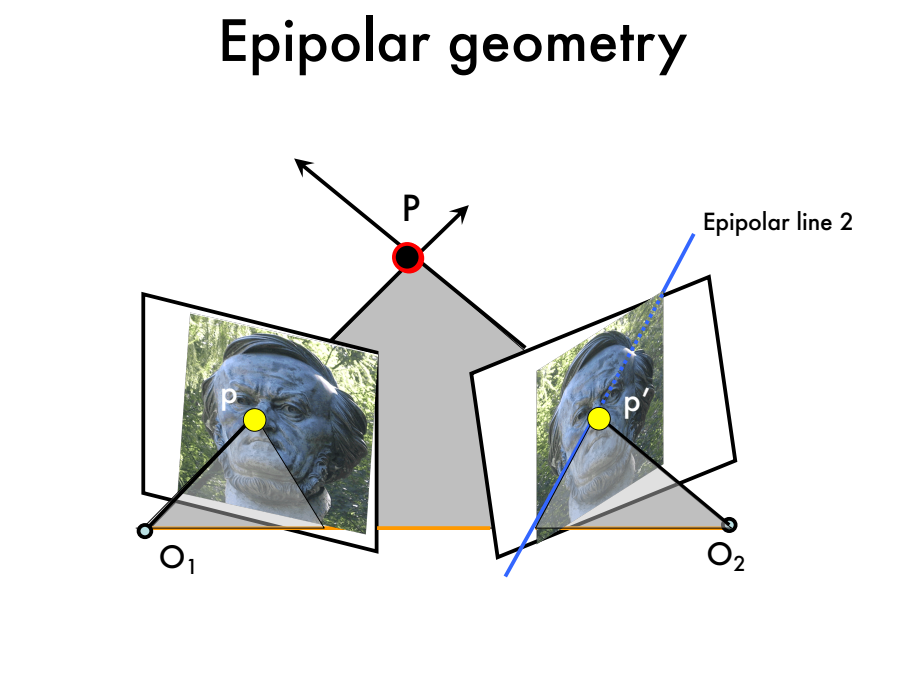 Epipolar geometry
P
Epipolar line 2
p
p′
O₁
O₂